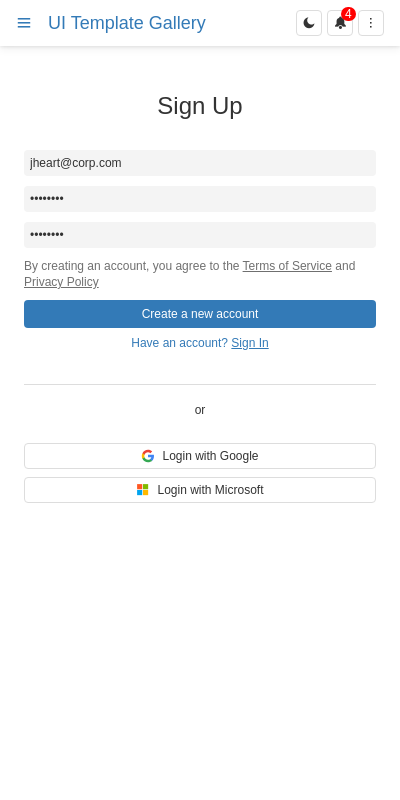 UI Template Gallery
4
Sign Up
jheart@corp.com
••••••••
••••••••
By creating an account, you agree to the Terms of Service and
Privacy Policy
Create a new account
Have an account? Sign In
or
Login with Google
Login with Microsoft